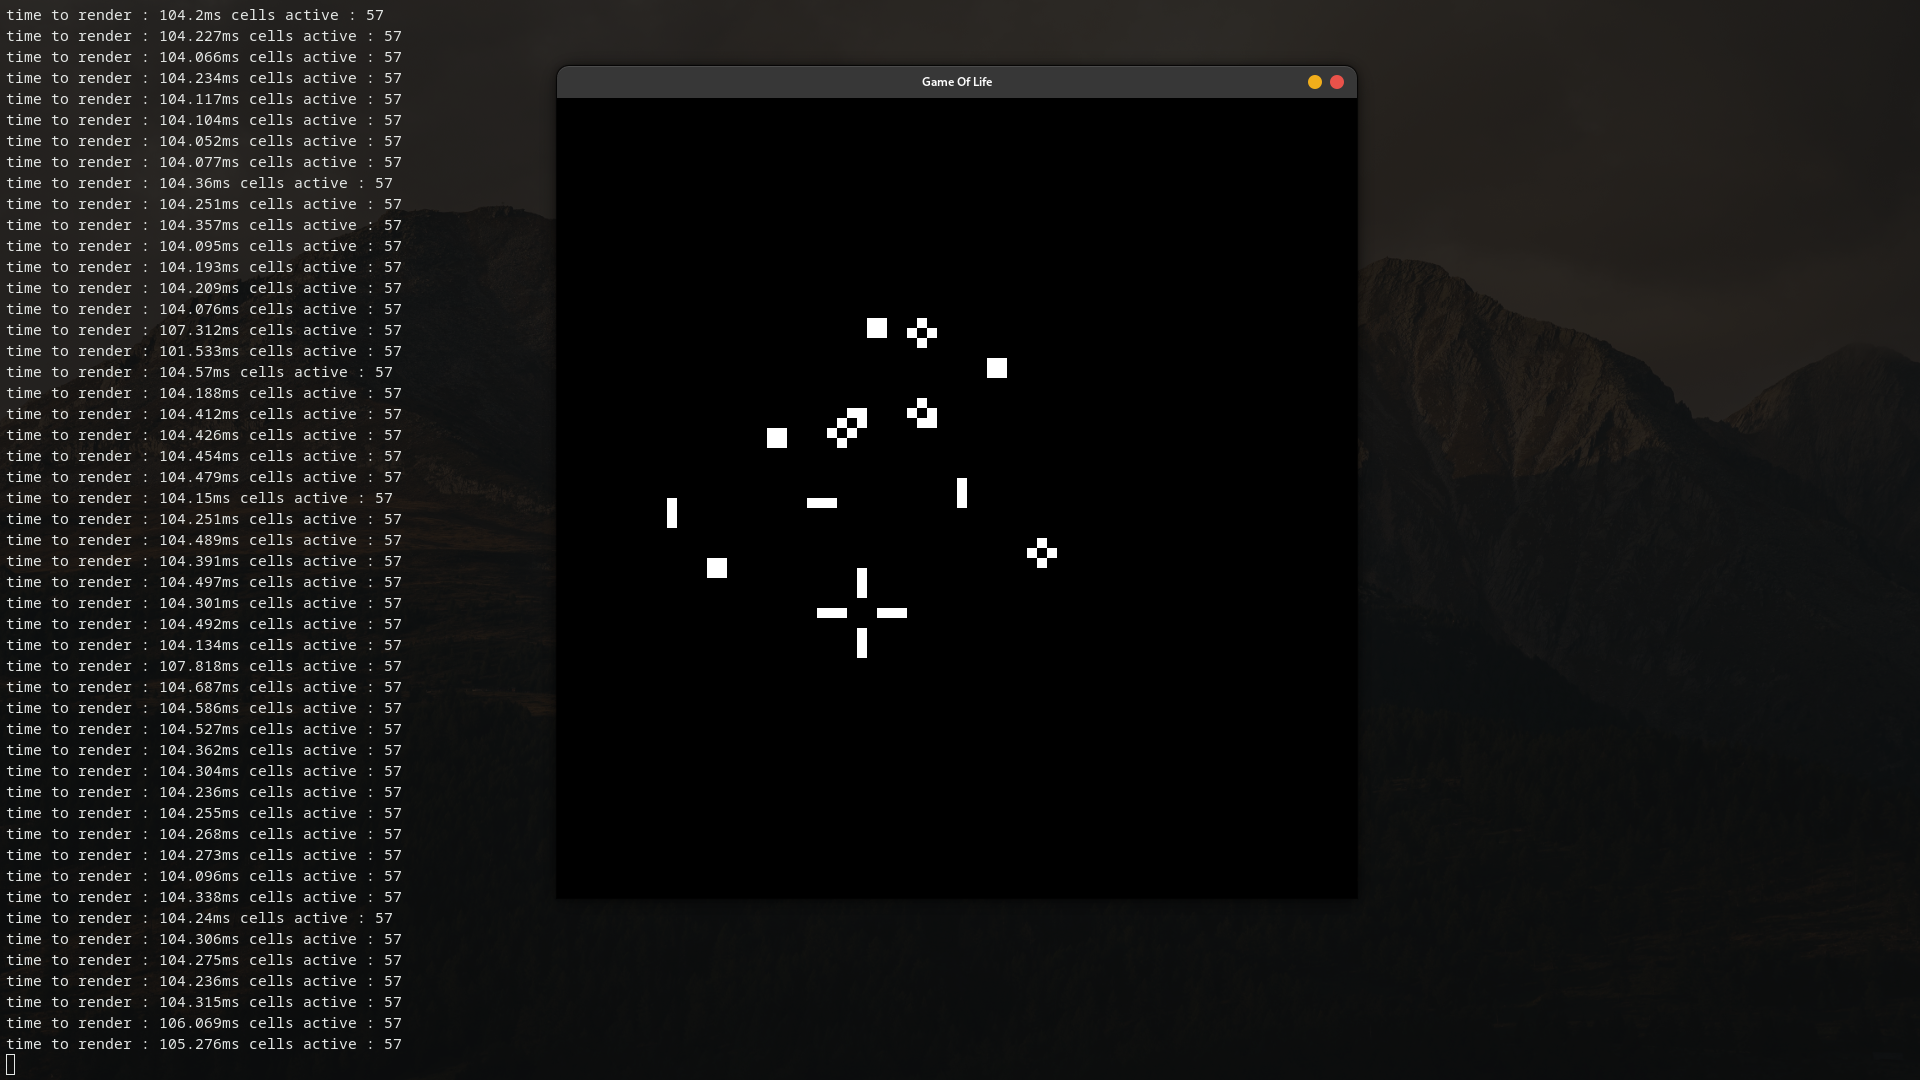 time to render : 104.2ms cells active : 57
time to render : 104.227ms cells active : 57
time to render : 104.066ms cells active : 57
time to render : 104.234ms cells active : 57
time to render : 104.117ms cells active : 57
time to render : 104.104ms cells active : 57
time to render : 104.052ms cells active : 57
time to render : 104.077ms cells active : 57
time to render : 104.36ms cells active : 57
time to render : 104.251ms cells active : 57
time to render : 104.357ms cells active : 57
time to render : 104.095ms cells active : 57
time to render : 104.193ms cells active : 57
time to render : 104.209ms cells active : 57
time to render : 104.076ms cells active : 57
time to render : 107.312ms cells active : 57
time to render : 101.533ms cells active : 57
time to render : 104.57ms cells active : 57
time to render : 104.188ms cells active : 57
time to render : 104.412ms cells active : 57
time to render : 104.426ms cells active : 57
time to render : 104.454ms cells active : 57
time to render : 104.479ms cells active : 57
time to render : 104.15ms cells active : 57
time to render : 104.251ms cells active : 57
time to render : 104.489ms cells active : 57
time to render : 104.391ms cells active : 57
time to render : 104.497ms cells active : 57
time to render : 104.301ms cells active : 57
time to render : 104.492ms cells active : 57
time to render : 104.134ms cells active : 57
time to render : 107.818ms cells active : 57
time to render : 104.687ms cells active : 57
time to render : 104.586ms cells active : 57
time to render : 104.527ms cells active : 57
time to render : 104.362ms cells active : 57
time to render : 104.304ms cells active : 57
time to render : 104.236ms cells active : 57
time to render : 104.255ms cells active : 57
time to render : 104.268ms cells active : 57
time to render : 104.273ms cells active : 57
time to render : 104.096ms cells active : 57
time to render : 104.338ms cells active : 57
time to render : 104.24ms cells active : 57
time to render : 104.306ms cells active : 57
time to render : 104.275ms cells active : 57
time to render : 104.236ms cells active : 57
time to render : 104.315ms cells active : 57
time to render : 106.069ms cells active : 57
time to render : 105.276ms cells active : 57
Game Of Life